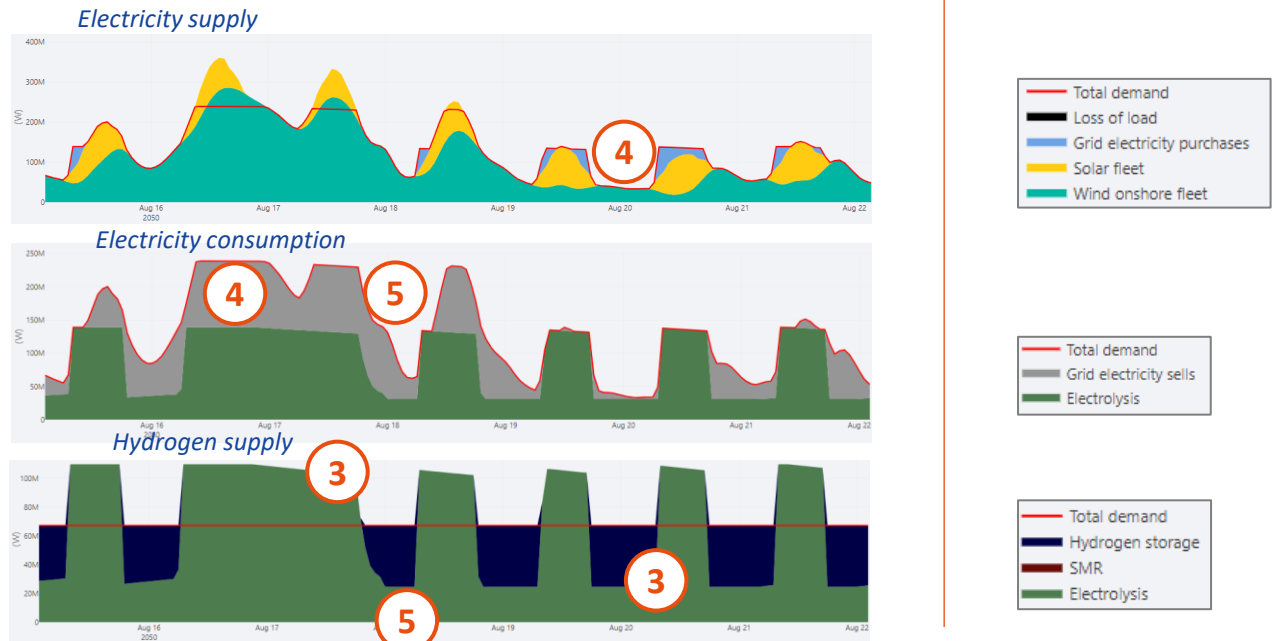 Electricity supply
400M
300M
200M
100M
0
(W)
Aug 16
2050
Aug 17
Aug 18
Aug 19
Aug 20
Aug 21
Aug 22
4
Total demand
Loss of load
Grid electricity purchases
Solar fleet
Wind onshore fleet
Electricity consumption
250M
200M
150M
100M
50M
0
(W)
4
5
Aug 16
Aug 17
Aug 18
Aug 19
Aug 20
Aug 21
Aug 22
Total demand
Grid electricity sells
Electrolysis
Hydrogen supply
100M
80M
60M
40M
20M
0
(W)
3
3
5
Aug 16
2050
Aug 17
Aug 19
Aug 20
Aug 21
Aug 22
Total demand
Hydrogen storage
SMR
Electrolysis